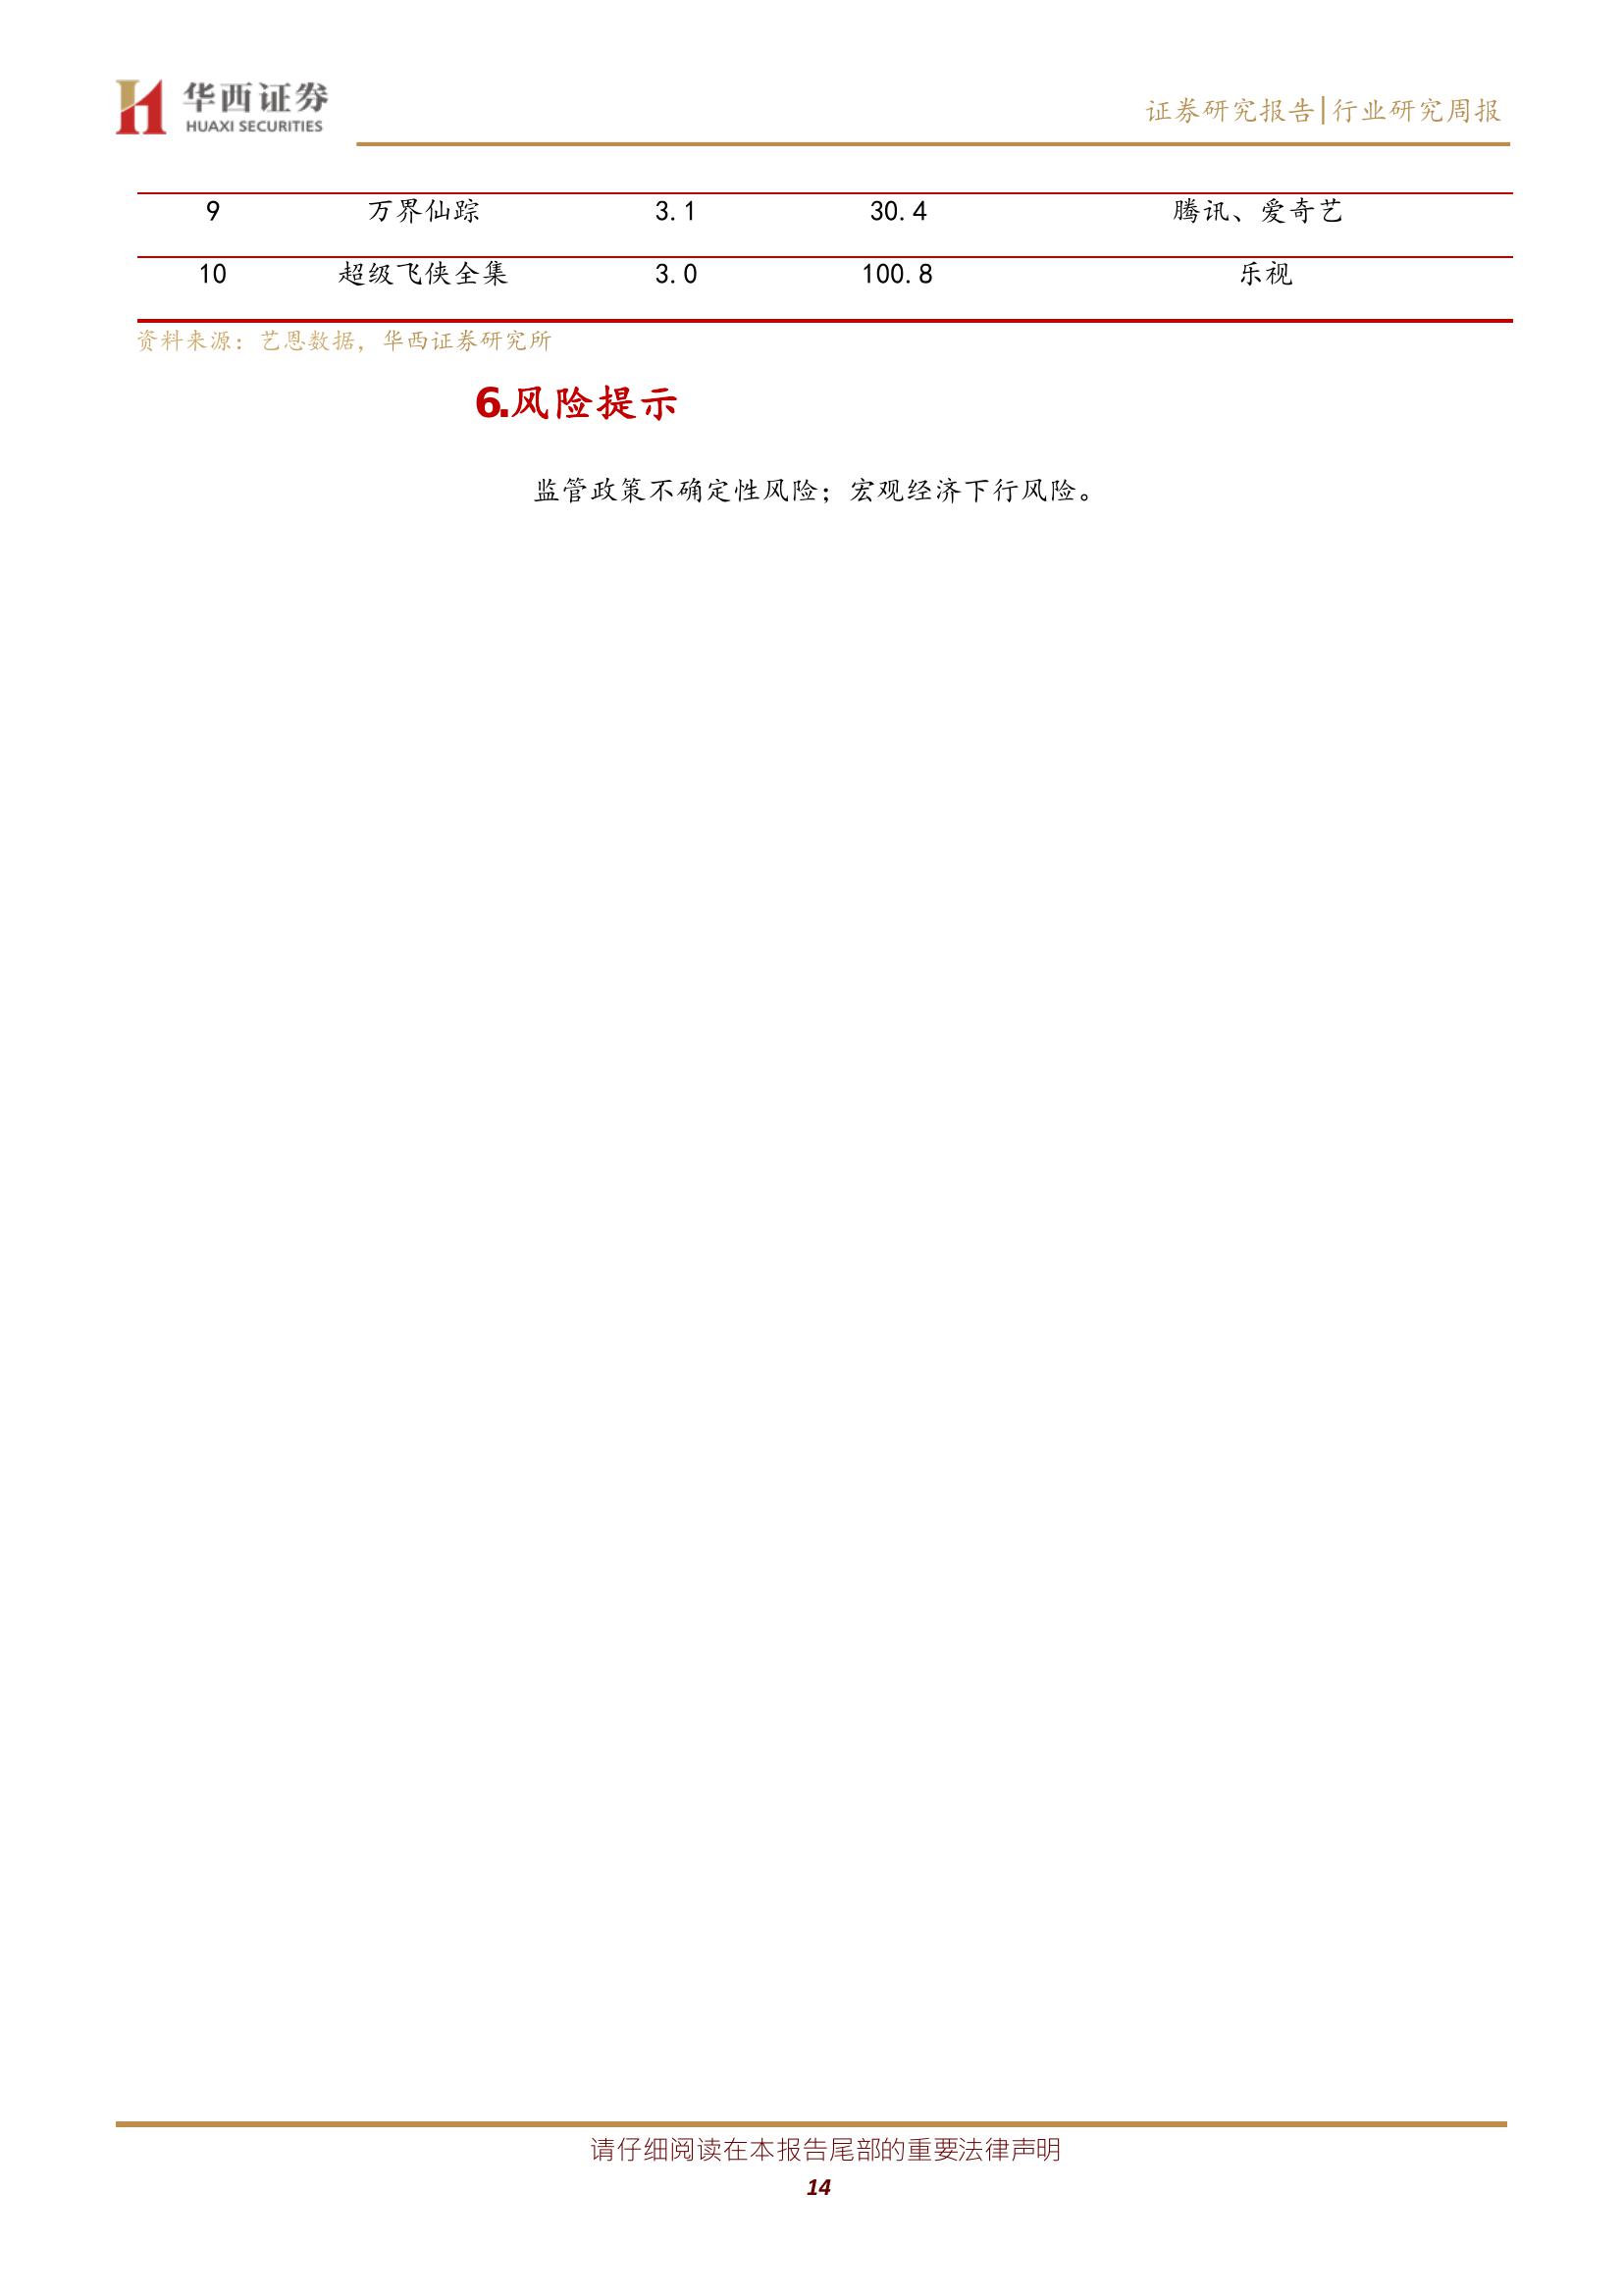 华西证券
HUAXI SECURITIES
证券研究报告|行业研究周报
9 万界仙踪 3.1 30.4 腾讯、爱奇艺
10 超级飞侠全集 3.0 100.8 乐视
资料来源：艺恩数据，华西证券研究所
6.风险提示
监管政策不确定性风险；宏观经济下行风险。
请仔细阅读在本报告尾部的重要法律声明
14